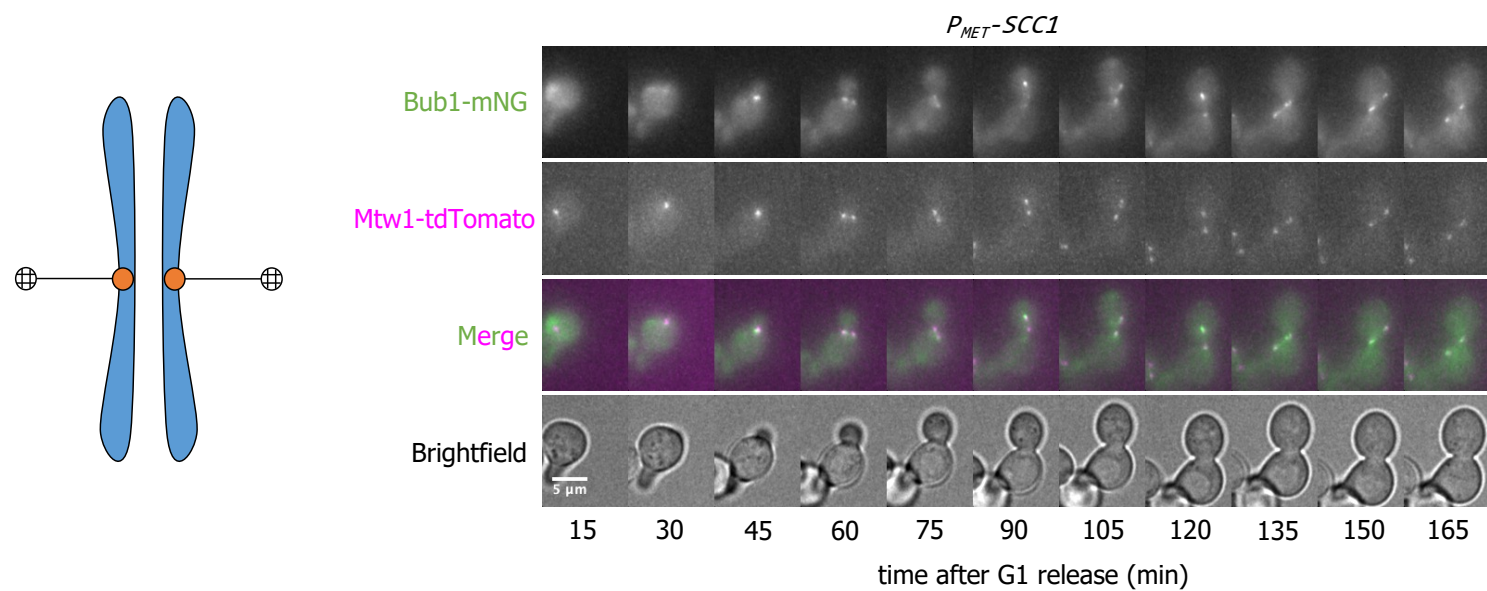 P_MET-SCC1
Bub1-mNG
Mtw1-tdTomato
Merge
Brightfield
5 µm
15 30 45 60 75 90 105 120 135 150 165
time after G1 release (min)